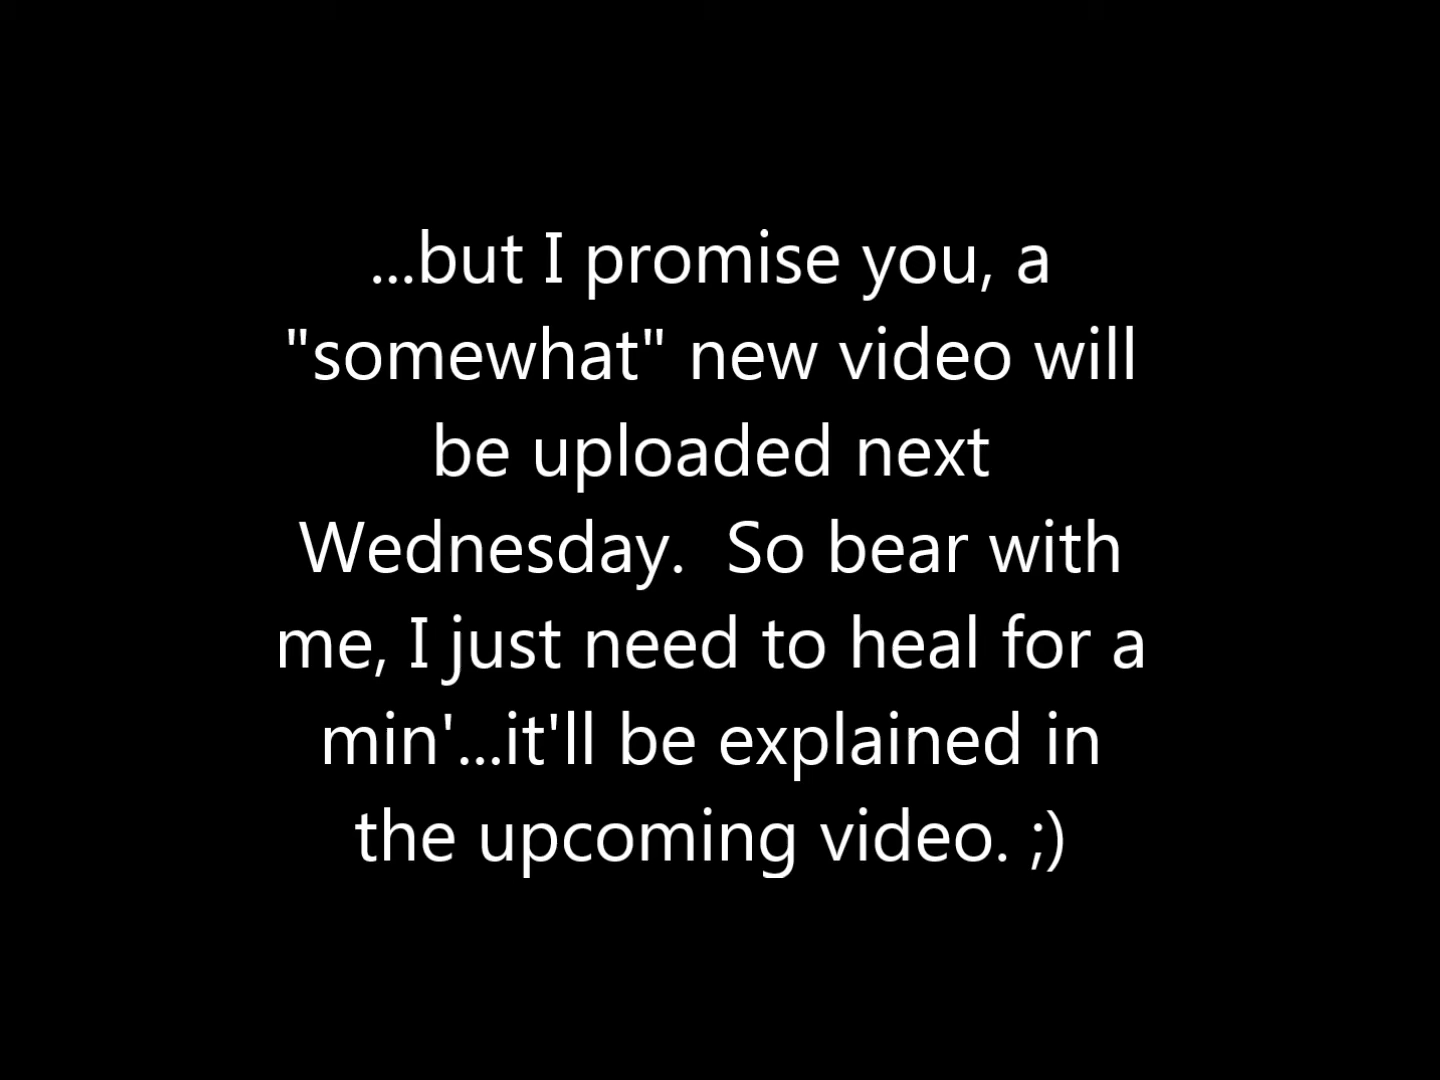 ...but I promise you, a
"somewhat" new video will
be uploaded next
Wednesday.  So bear with
me, I just need to heal for a
min'...it'll be explained in
the upcoming video. ;)